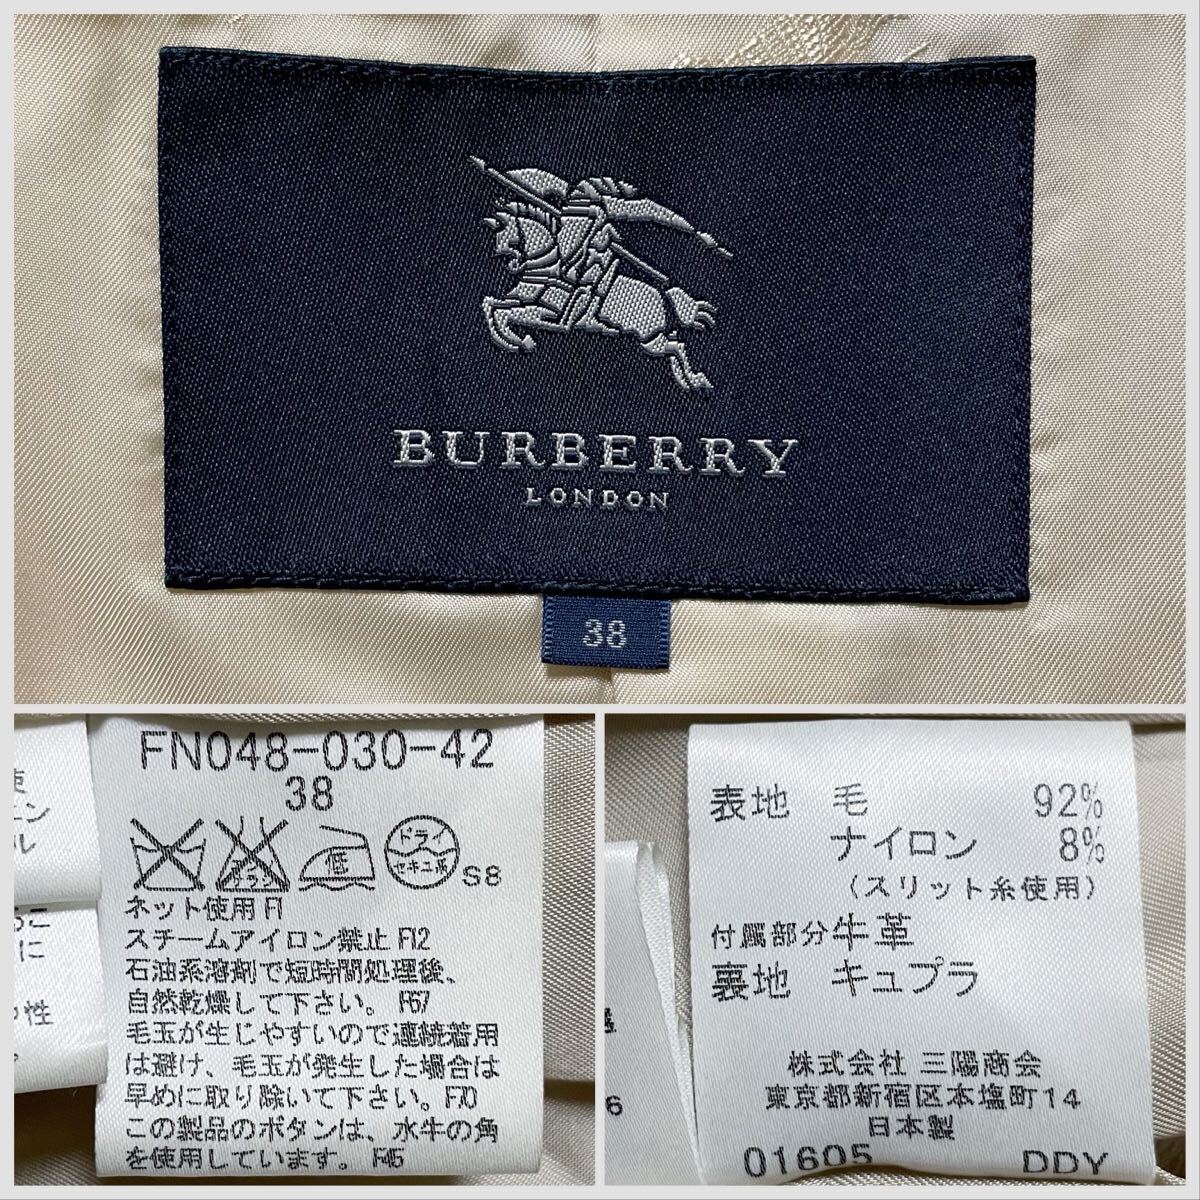 BURBERRY
LONDON
38
ン
ル
に
性
FN048-030-42
38
低
ドライ
セキユ系
S8
ネット使用 F1
スチームアイロン禁止 F12
石油系溶剤で短時間処理後、
自然乾燥して下さい。 F67
毛玉が生じやすいので連続着用
は避け、毛玉が発生した場合は
早めに取り除いて下さい。F70
この製品のボタンは、水牛の角
を使用しています。 F45
6
表地 毛 92%
ナイロン 8%
(スリット糸使用)
付属部分 牛革
裏地 キュプラ
株式会社 三陽商会
東京都新宿区本塩町14
日本製
01605 DDY